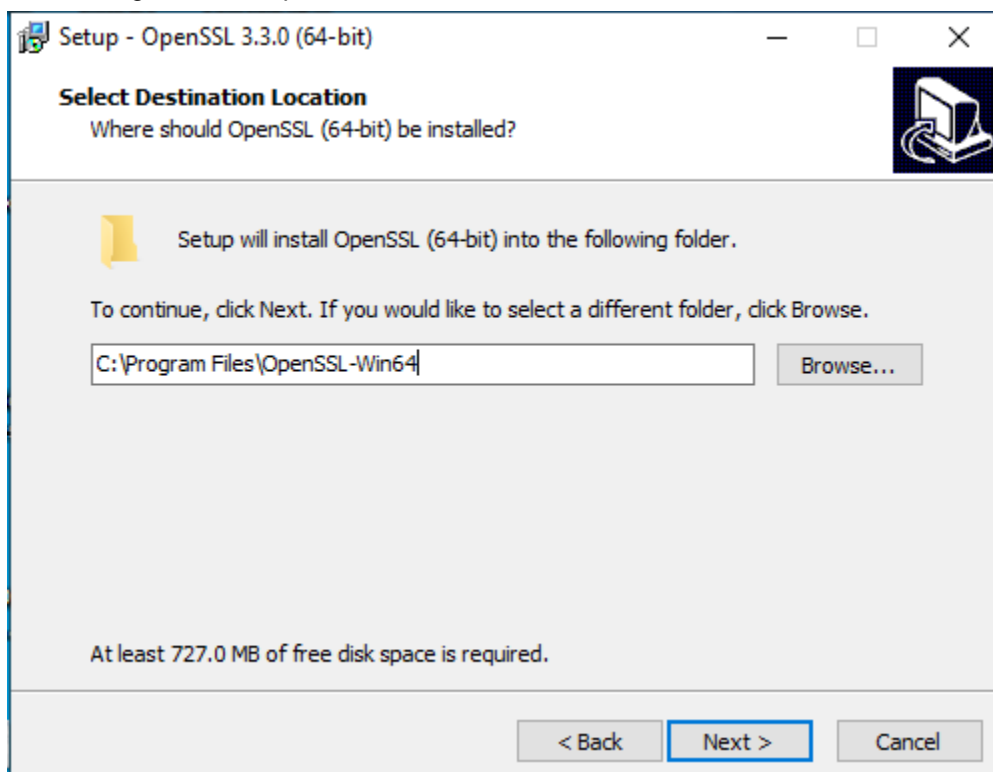 Setup - OpenSSL 3.3.0 (64-bit)
Select Destination Location
Where should OpenSSL (64-bit) be installed?
Setup will install OpenSSL (64-bit) into the following folder.
To continue, click Next. If you would like to select a different folder, click Browse.
C:\Program Files\OpenSSL-Win64
Browse...
At least 727.0 MB of free disk space is required.
< Back
Next >
Cancel